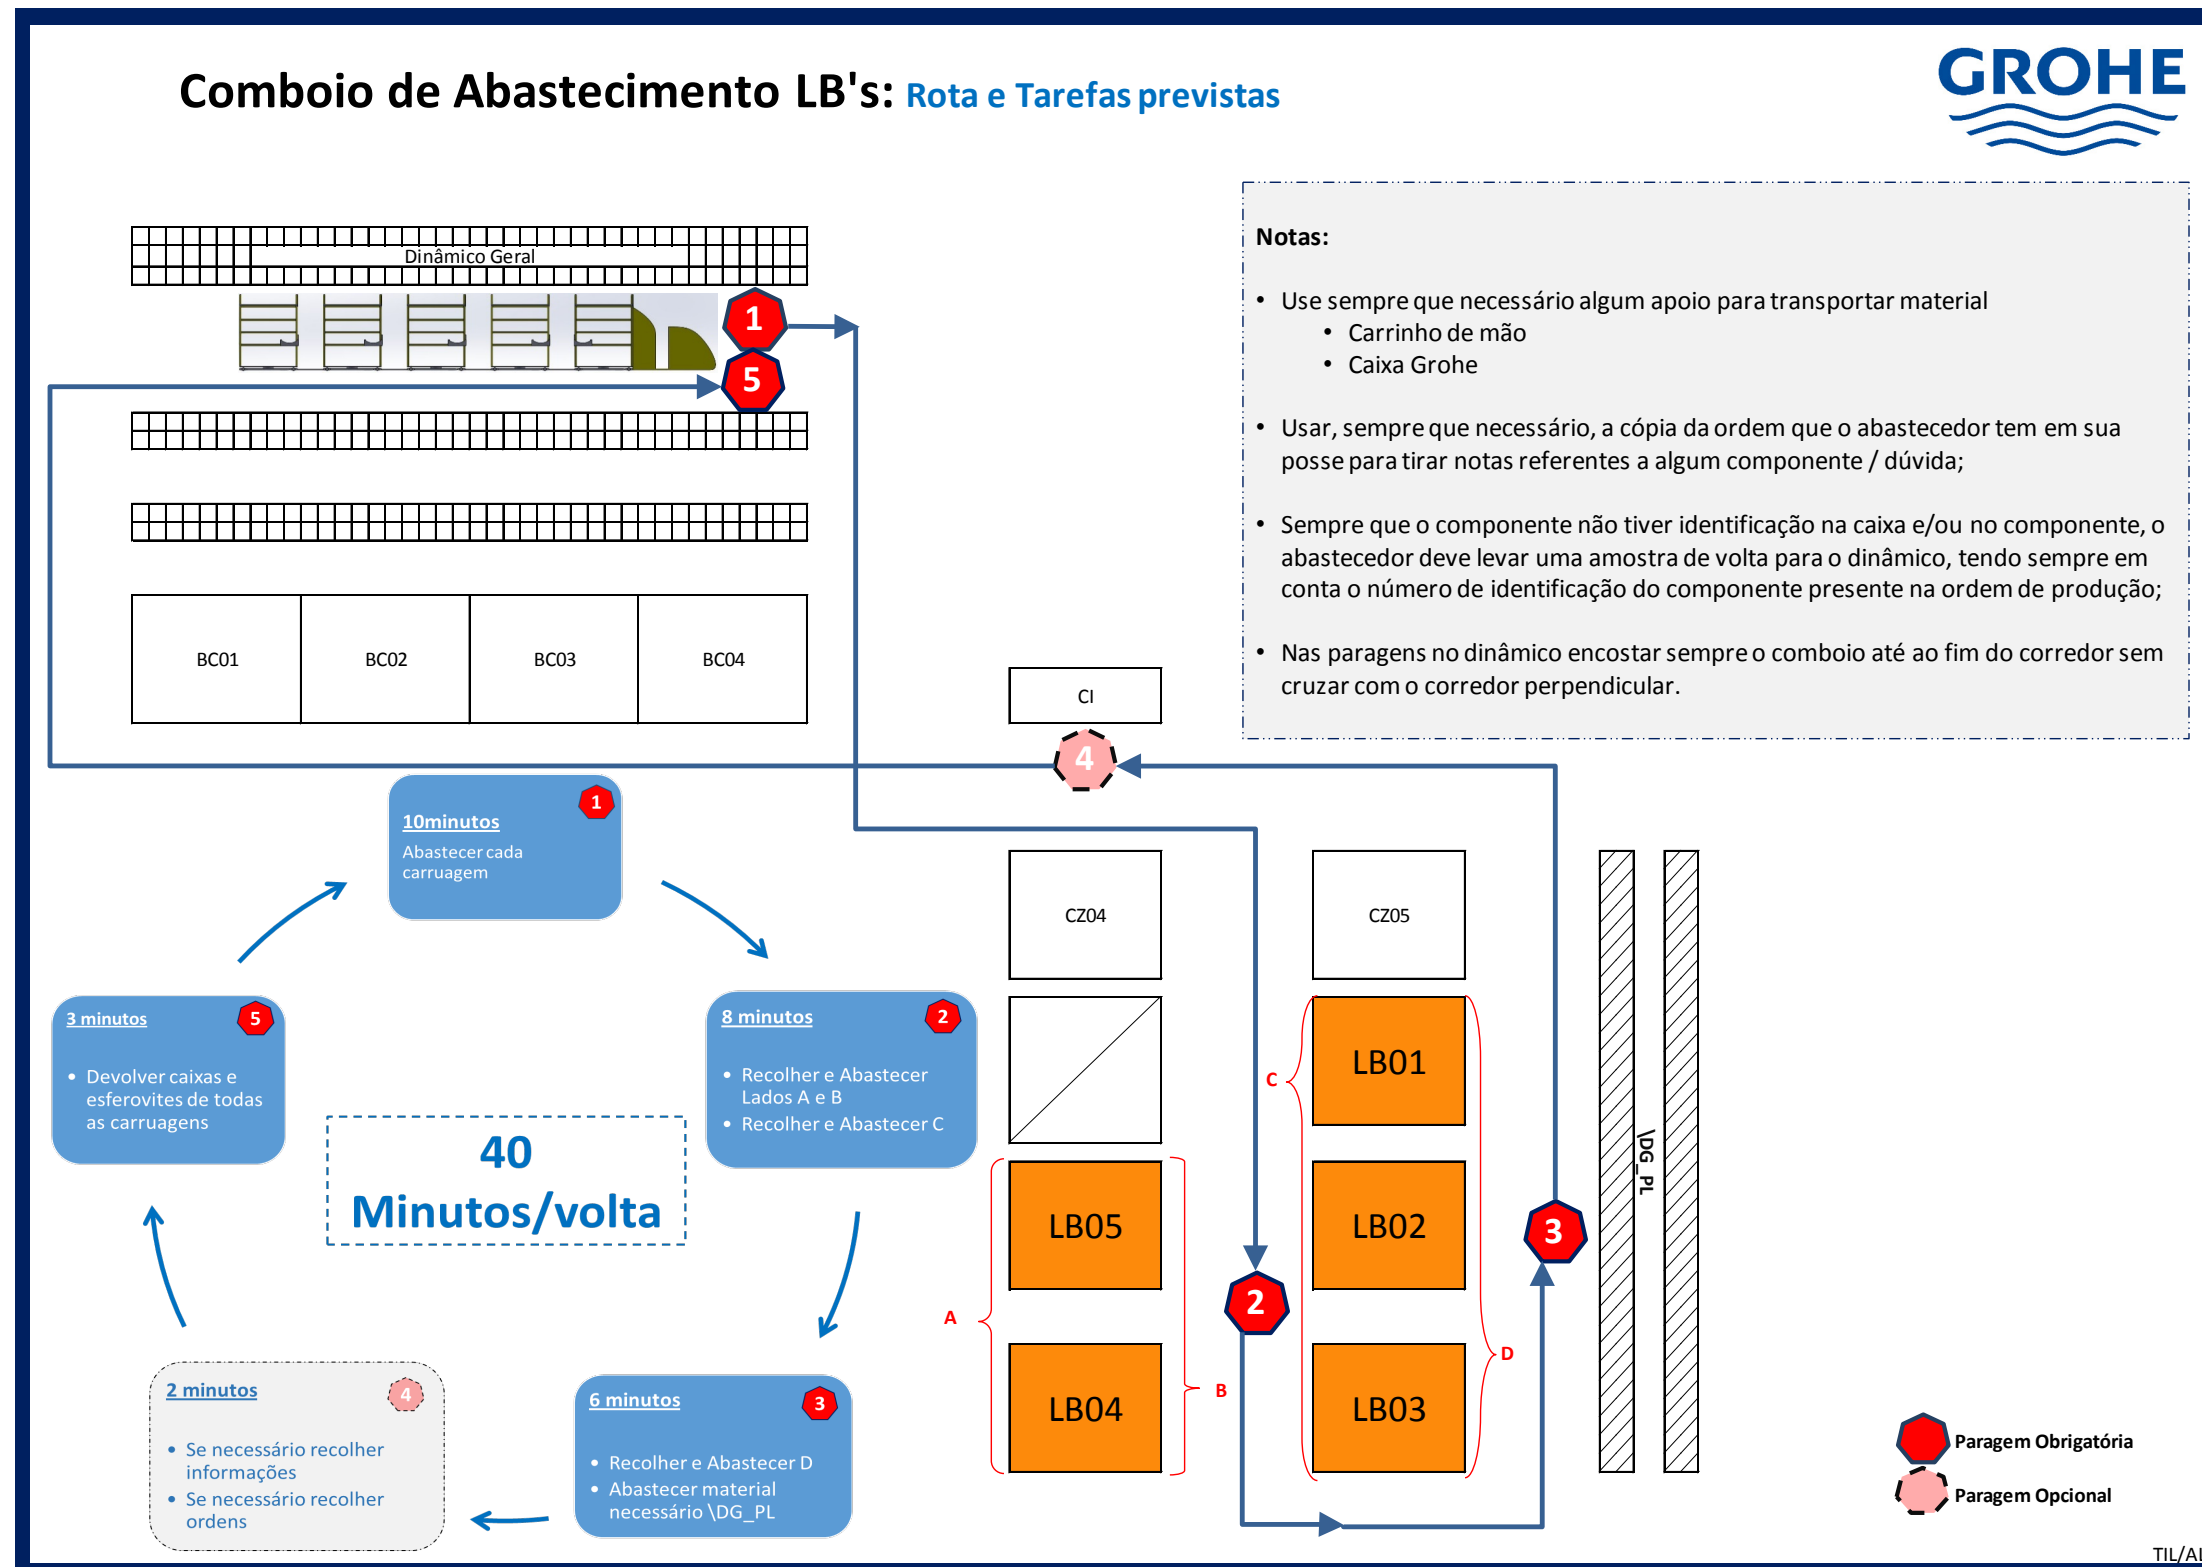 Comboio de Abastecimento LB's: Rota e Tarefas previstas
GROHE
Notas:
• Use sempre que necessário algum apoio para transportar material
• Carrinho de mão
• Caixa Grohe
• Usar, sempre que necessário, a cópia da ordem que o abastecedor tem em sua
posse para tirar notas referentes a algum componente / dúvida;
• Sempre que o componente não tiver identificação na caixa e/ou no componente, o
abastecedor deve levar uma amostra de volta para o dinâmico, tendo sempre em
conta o número de identificação do componente presente na ordem de produção;
• Nas paragens no dinâmico encostar sempre o comboio até ao fim do corredor sem
cruzar com o corredor perpendicular.
Dinâmico Geral
1
5
BC01
BC02
BC03
BC04
CI
4
10minutos
1
Abastecer cada
carruagem
8 minutos
2
• Recolher e Abastecer
Lados A e B
• Recolher e Abastecer C
6 minutos
3
• Recolher e Abastecer D
• Abastecer material
necessário \DG_PL
2 minutos
4
• Se necessário recolher
informações
• Se necessário recolher
ordens
3 minutos
5
• Devolver caixas e
esferovites de todas
as carruagens
40
Minutos/volta
CZ04
CZ05
LB01
LB05
LB02
LB04
LB03
A
B
C
D
2
3
\DG_PL
Paragem Obrigatória
Paragem Opcional